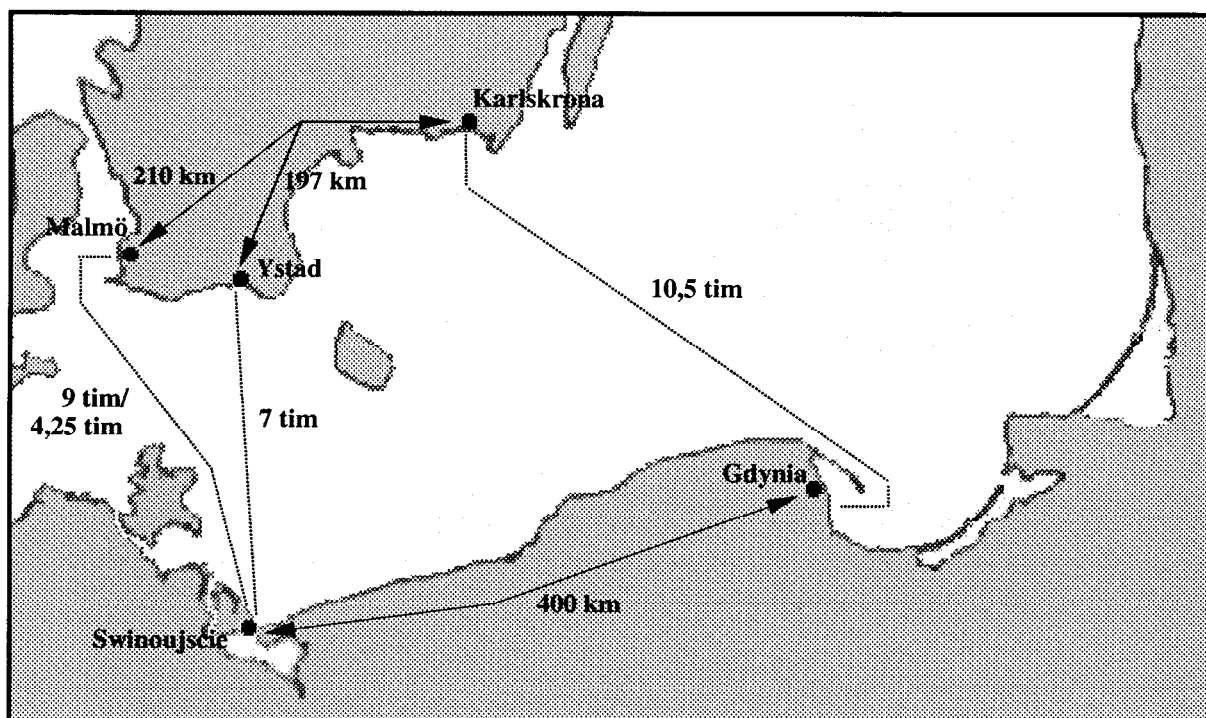 Karlskrona
210 km
197 km
Malmö
Ystad
10,5 tim
9 tim/
4,25 tim
7 tim
Gdynia
400 km
Swinoujscie